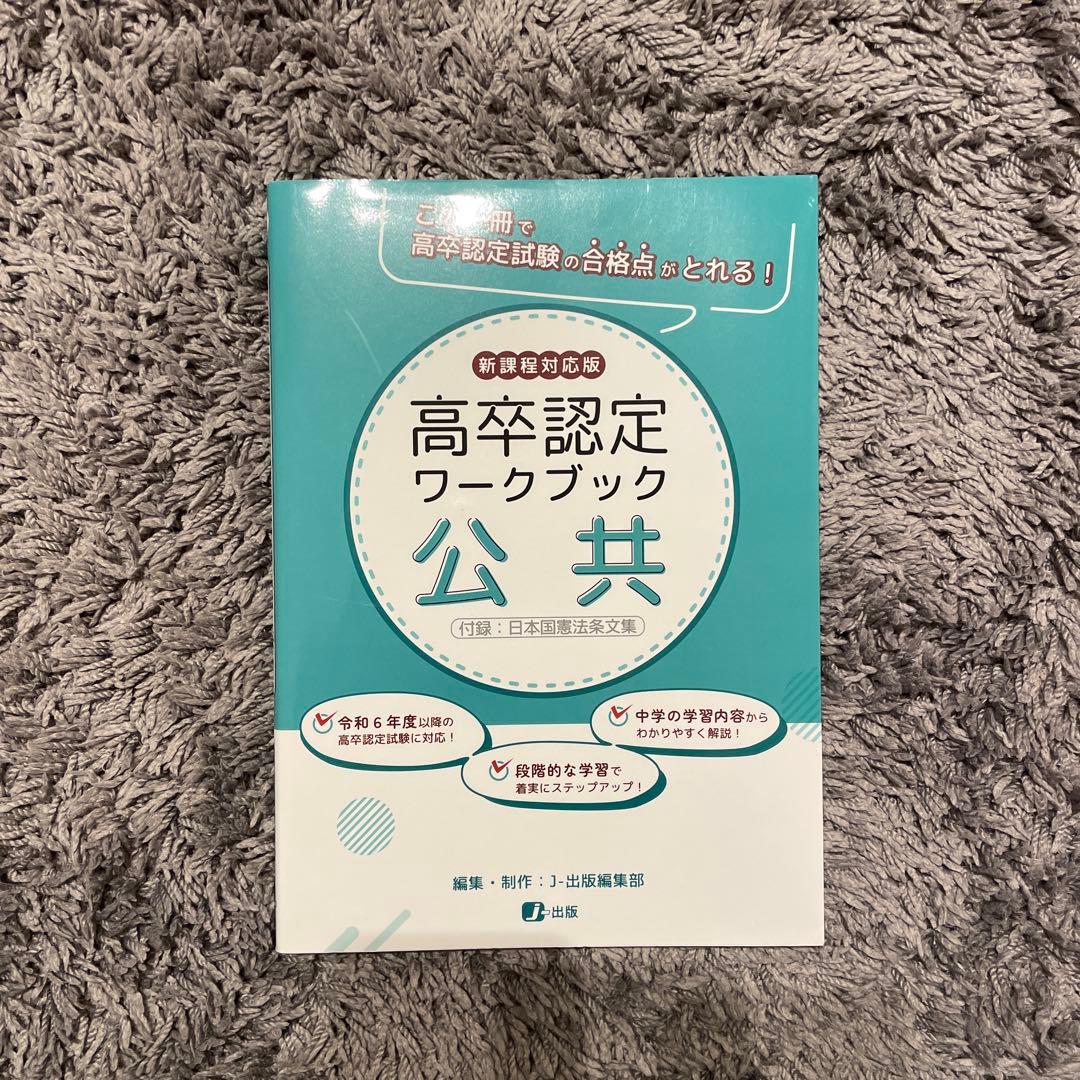 この一冊で
高卒認定試験の合格点がとれる！
新課程対応版
高卒認定
ワークブック
公共
付録：日本国憲法条文集
令和6年度以降の
高卒認定試験に対応！
中学の学習内容から
わかりやすく解説！
段階的な学習で
着実にステップアップ！
編集・制作：J-出版編集部
J-出版